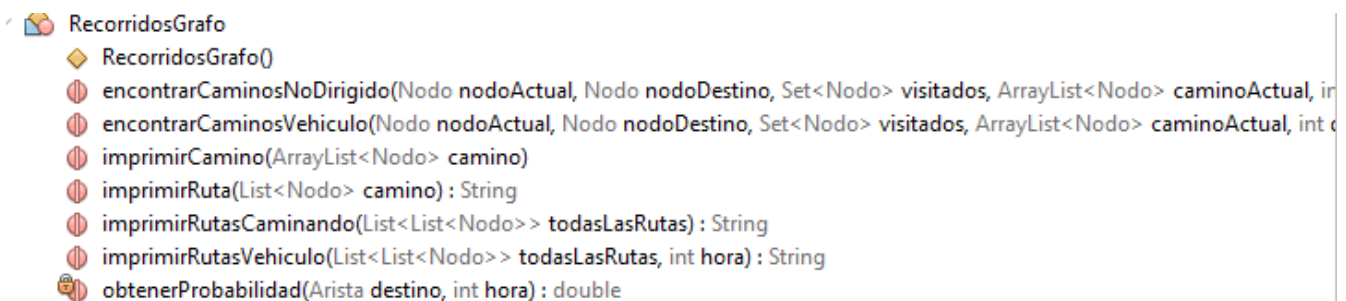 RecorridosGrafo
RecorridosGrafo()
encontrarCaminosNoDirigido(Nodo nodoActual, Nodo nodoDestino, Set<Nodo> visitados, ArrayList<Nodo> caminoActual,
encontrarCaminosVehiculo(Nodo nodoActual, Nodo nodoDestino, Set<Nodo> visitados, ArrayList<Nodo> caminoActual, int
imprimirCamino(ArrayList<Nodo> camino)
imprimirRuta(List<Nodo> camino) : String
imprimirRutasCaminando(List<List<Nodo>> todasLasRutas) : String
imprimirRutasVehiculo(List<List<Nodo>> todasLasRutas, int hora) : String
obtenerProbabilidad(Arista destino, int hora) : double